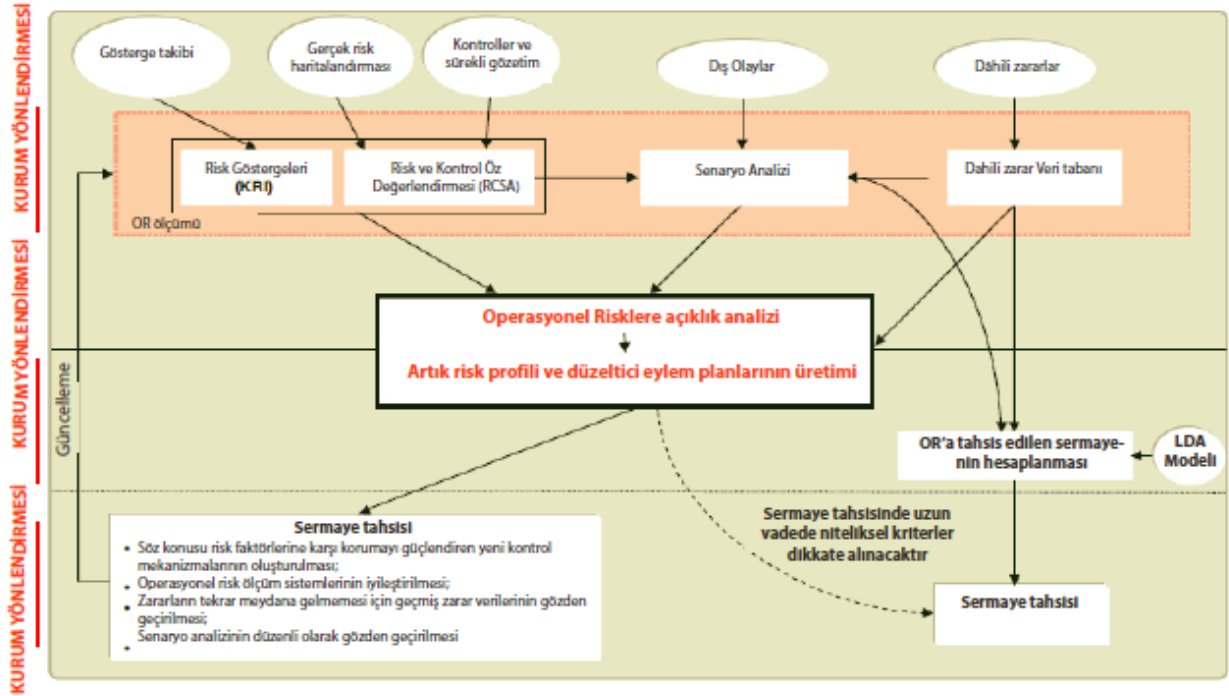 KURUM YÖNLENDİRMESİ
KURUM YÖNLENDİRMESİ
KURUM YÖNLENDİRMESİ
KURUM YÖNLENDİRMESİ
Gösterge takibi
Gerçek risk
haritalandırması
Kontroller ve
sürekli gözetim
Dış Olaylar
Dâhili zararlar
Risk Göstergeleri
(KRI)
Risk ve Kontrol Öz
Değerlendirmesi (RCSA)
Senaryo Analizi
Dahili zarar Veri tabanı
OR ölçümü
Operasyonel Risklere açıklık analizi
Artık risk profili ve düzeltici eylem planlarının üretimi
Güncelleme
OR'a tahsis edilen sermaye-
nin hesaplanması
LDA
Modeli
Sermaye tahsisi
• Söz konusu risk faktörlerine karşı korumayı güçlendiren yeni kontrol
mekanizmalarının oluşturulması;
• Operasyonel risk ölçüm sistemlerinin iyileştirilmesi;
• Zararların tekrar meydana gelmemesi için geçmiş zarar verilerinin gözden
geçirilmesi;
• Senaryo analizinin düzenli olarak gözden geçirilmesi
Sermaye tahsisinde uzun
vadede niteliksel kriterler
dikkate alınacaktır
Sermaye tahsisi